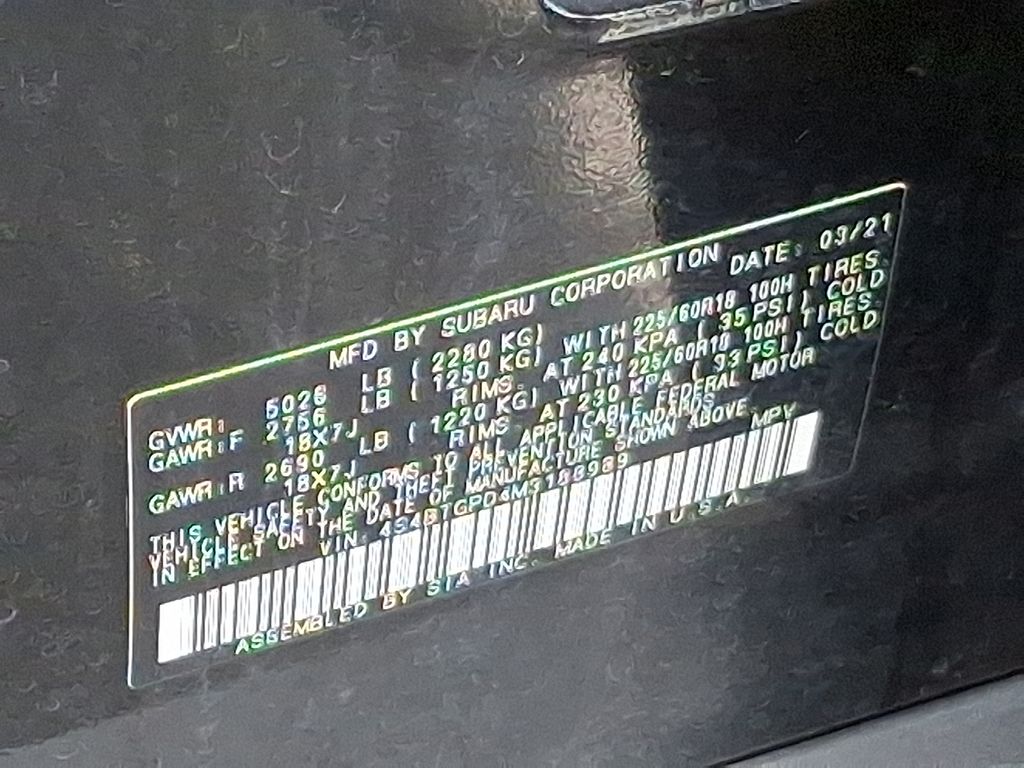 MFD BY SUBARU CORPORATION
DATE: 03/21
GVWR: 5026 LB ( 2280 KG)
GAWR:F 2756 LB ( 1250 KG) WITH 225/60R18 100H TIRES.
18X7J RIMS. AT 240 KPA ( 35 PSI) COLD
GAWR:R 2690 LB ( 1220 KG) WITH 225/60R18 100H TIRES.
18X7J RIMS. AT 230 KPA ( 33 PSI) COLD
THIS VEHICLE CONFORMS TO ALL APPLICABLE FEDERAL MOTOR
VEHICLE SAFETY AND THEFT PREVENTION STANDARDS
IN EFFECT ON THE DATE OF MANUFACTURE SHOWN ABOVE.
VIN: MPV
ASSEMBLED BY SIA INC. MADE IN U.S.A.